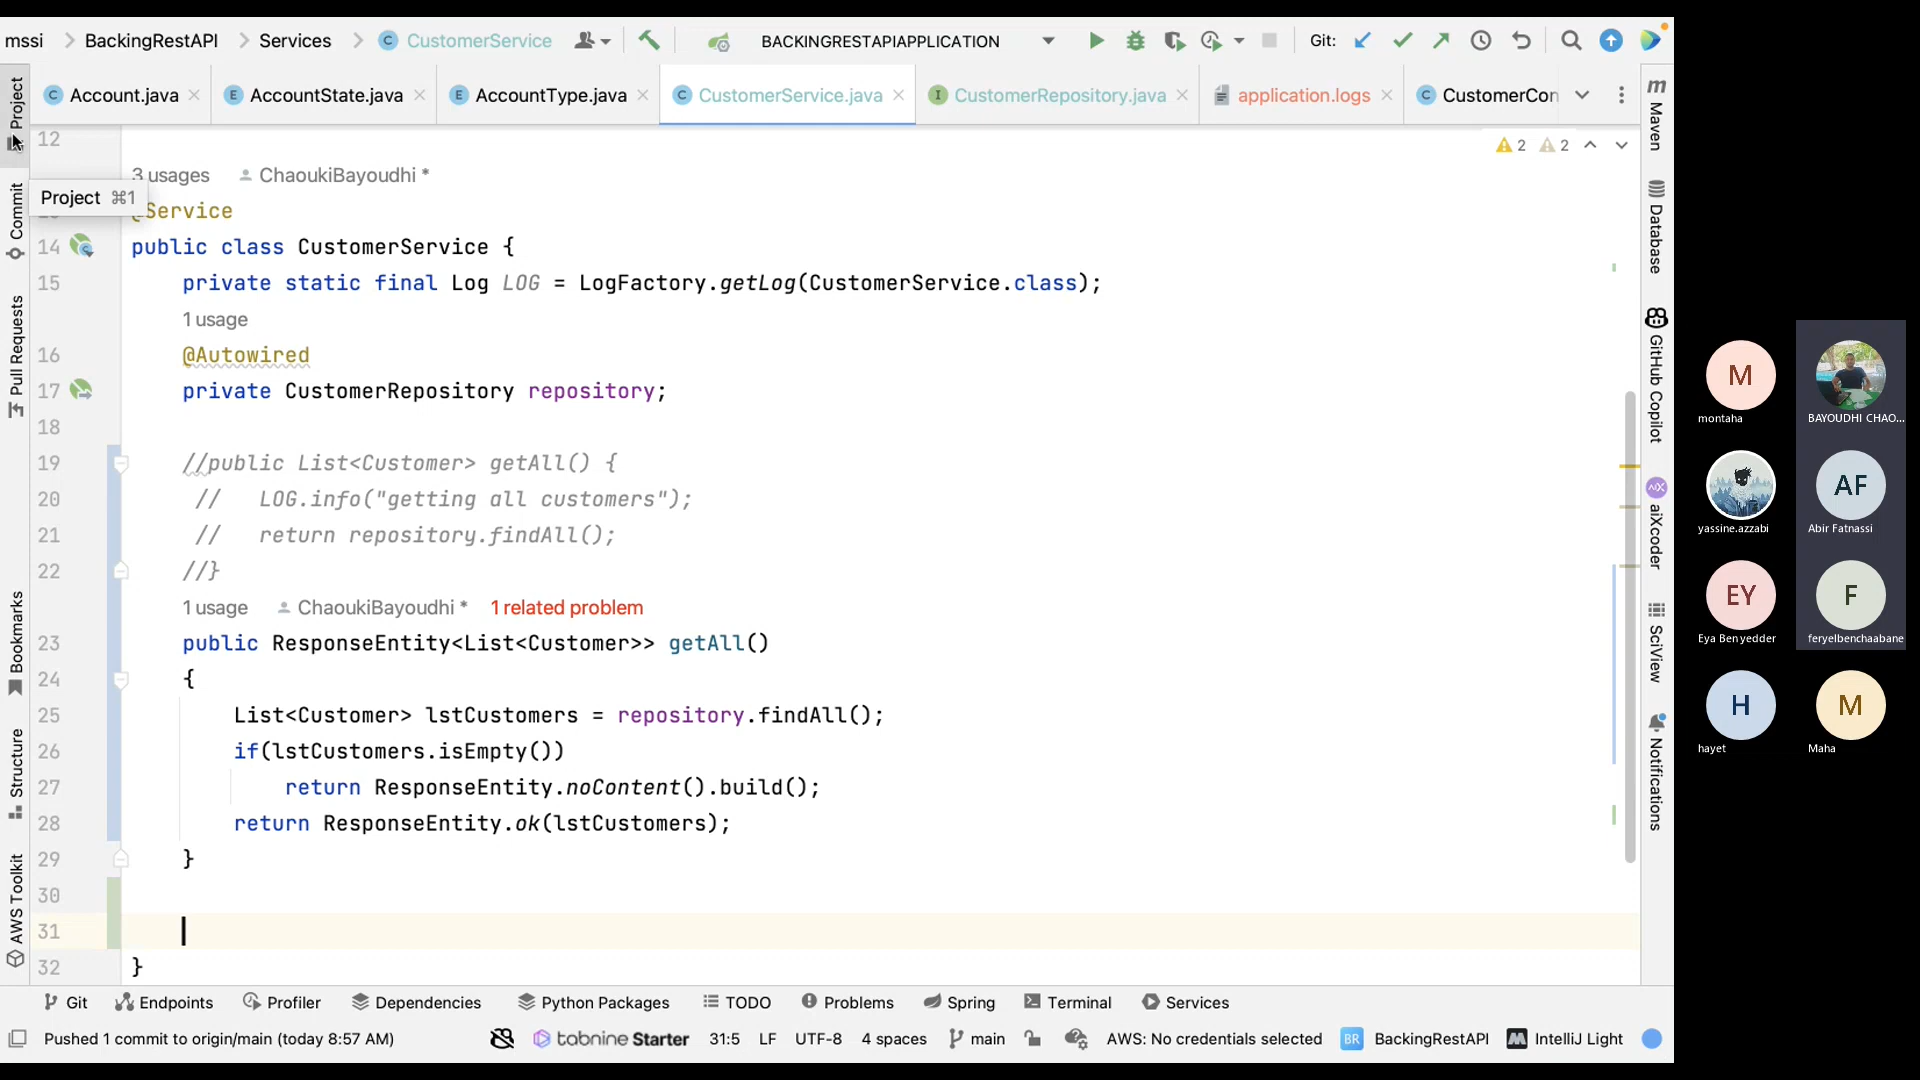 mssi BackingRestAPI Services CustomerService BACKINGRESTAPIAPPLICATION Git:
Account.java AccountState.java AccountType.java CustomerService.java CustomerRepository.java application.logs CustomerCon
12
2 2
3 usages ChaoukiBayoudhi *
Project ⌘1
@Service
14 public class CustomerService {
15 private static final Log LOG = LogFactory.getLog(CustomerService.class);
1 usage
16 @Autowired
17 private CustomerRepository repository;
18
19 //public List<Customer> getAll() {
20 // LOG.info("getting all customers");
21 // return repository.findAll();
22 //}
1 usage ChaoukiBayoudhi * 1 related problem
23 public ResponseEntity<List<Customer>> getAll()
24 {
25 List<Customer> lstCustomers = repository.findAll();
26 if(lstCustomers.isEmpty())
27 return ResponseEntity.noContent().build();
28 return ResponseEntity.ok(lstCustomers);
29 }
30
31
32 }
Project
Commit
Pull Requests
Bookmarks
Structure
AWS Toolkit
m Maven
Database
GitHub Copilot
aiXcoder
SciView
Notifications
Git Endpoints Profiler Dependencies Python Packages TODO Problems Spring Terminal Services
Pushed 1 commit to origin/main (today 8:57 AM) tabnine Starter 31:5 LF UTF-8 4 spaces main AWS: No credentials selected BR BackingRestAPI IntelliJ Light
M
montaha
BAYOUDHI CHAO...
yassine.azzabi
AF
Abir Fatnassi
EY
Eya Benyedder
F
feryelbenchaabane
H
hayet
M
Maha